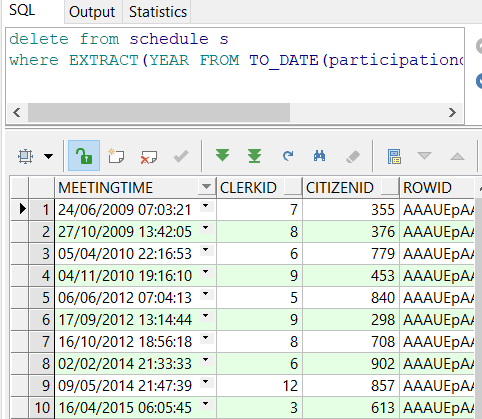 SQL Output Statistics
delete from schedule s
where EXTRACT(YEAR FROM TO_DATE(participationd
MEETINGTIME CLERKID CITIZENID ROWID
1 24/06/2009 07:03:21 7 355 AAAUEpAA
2 27/10/2009 13:42:05 8 376 AAAUEpAA
3 05/04/2010 22:16:53 6 779 AAAUEpAA
4 04/11/2010 19:16:10 9 453 AAAUEpAA
5 06/06/2012 07:04:13 5 840 AAAUEpAA
6 17/09/2012 13:14:44 9 298 AAAUEpAA
7 16/10/2012 18:56:18 8 708 AAAUEpAA
8 02/02/2014 21:33:33 6 902 AAAUEpAA
9 09/05/2014 21:47:39 12 857 AAAUEpAA
10 16/04/2015 06:05:45 3 613 AAAUEpAA